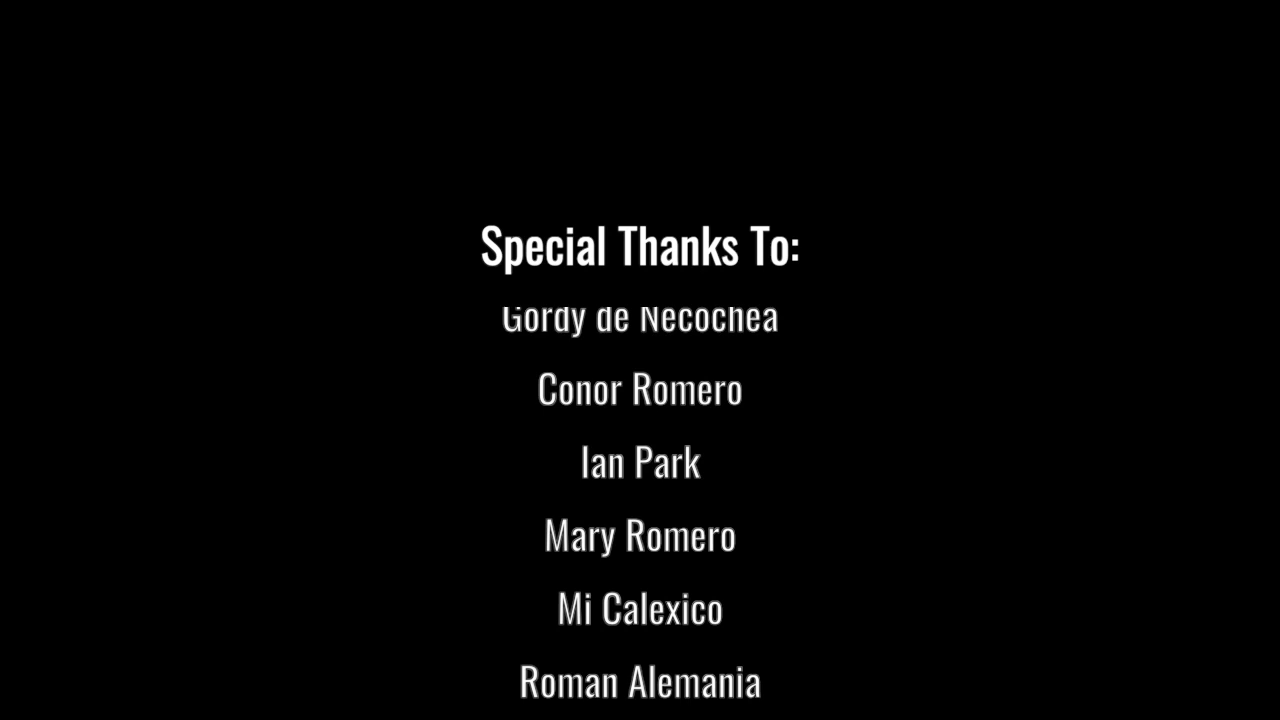 Special Thanks To:
Gordy de Necochea
Conor Romero
Ian Park
Mary Romero
Mi Calexico
Roman Alemania